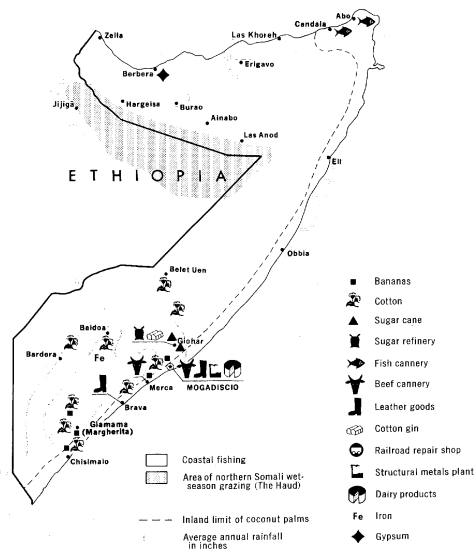 Zeila
Las Khoreh
Candala
Abo
Berbera
Erigavo
Jijiga
Hargeisa
Burao
Ainabo
Las Anod
ETHIOPIA
Eil
Obbia
Belet Uen
Baidoa
Giohar
Bardera
Fe
Merca
MOGADISCIO
Brava
Giamama
(Margherita)
Chisimaio
Bananas
Cotton
Sugar cane
Sugar refinery
Fish cannery
Beef cannery
Leather goods
Cotton gin
Railroad repair shop
Structural metals plant
Dairy products
Fe Iron
Gypsum
Coastal fishing
Area of northern Somali wet-
season grazing (The Haud)
Inland limit of coconut palms
Average annual rainfall
in inches